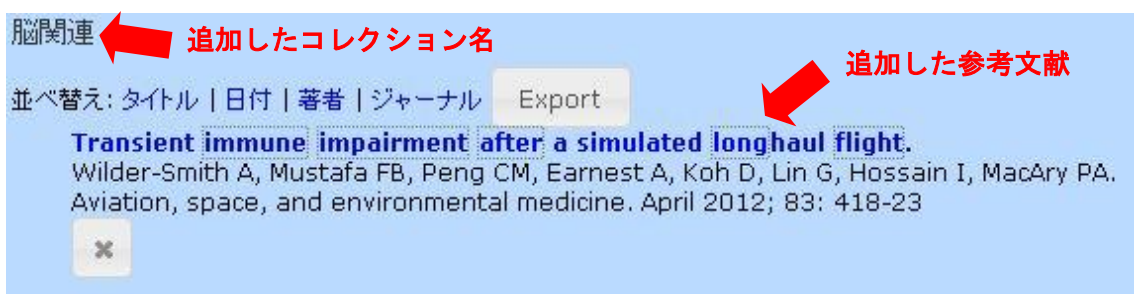 脳関連
追加したコレクション名
追加した参考文献
並べ替え: タイトル | 日付 | 著者 | ジャーナル Export
Transient immune impairment after a simulated longhaul flight.
Wilder-Smith A, Mustafa FB, Peng CM, Earnest A, Koh D, Lin G, Hossain I, MacAry PA.
Aviation, space, and environmental medicine. April 2012; 83: 418-23